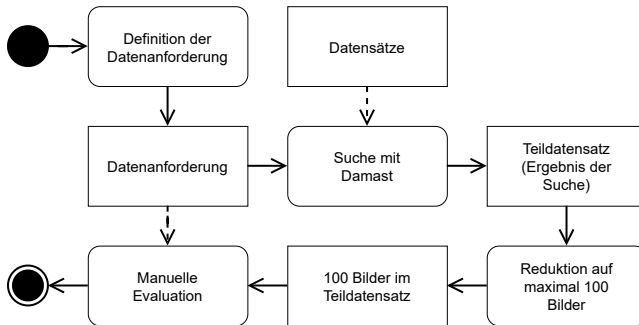 Definition der
Datenanforderung
Datensätze
Datenanforderung
Suche mit
Damast
Teildatensatz
(Ergebnis der
Suche)
Manuelle
Evaluation
100 Bilder im
Teildatensatz
Reduktion auf
maximal 100
Bilder